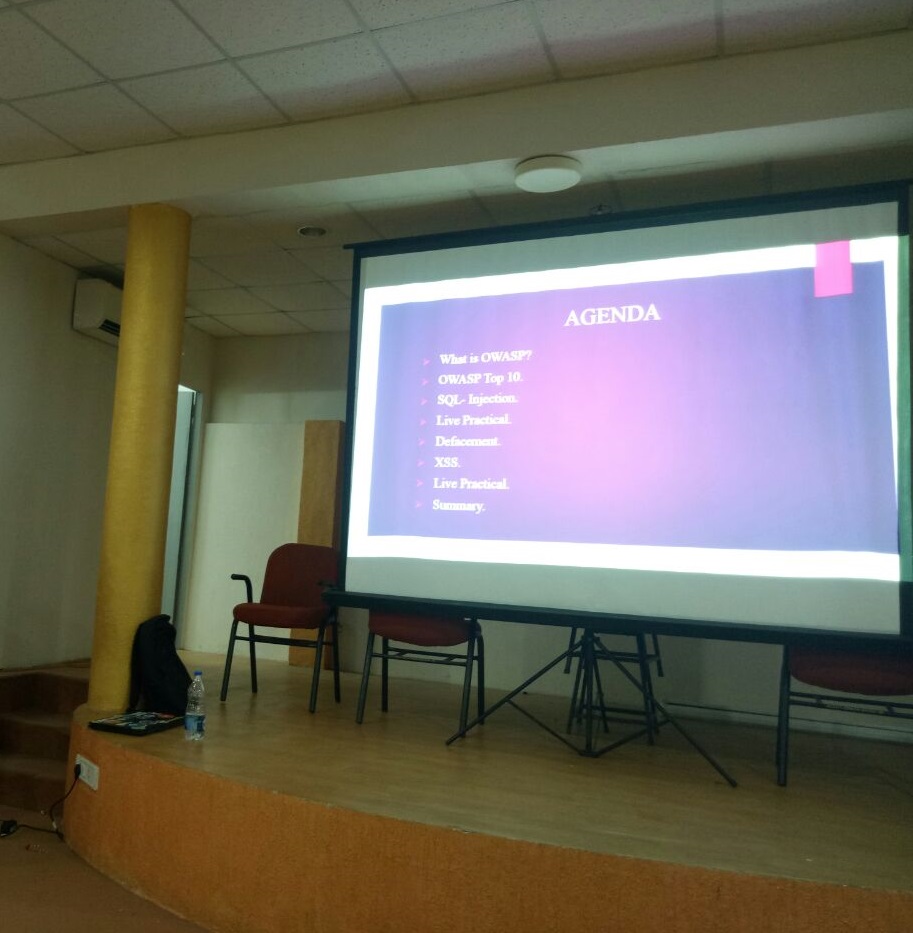 AGENDA
What is OWASP?
OWASP Top 10.
SQL- Injection.
Live Practical.
Defacement.
XSS.
Live Practical.
Summary.